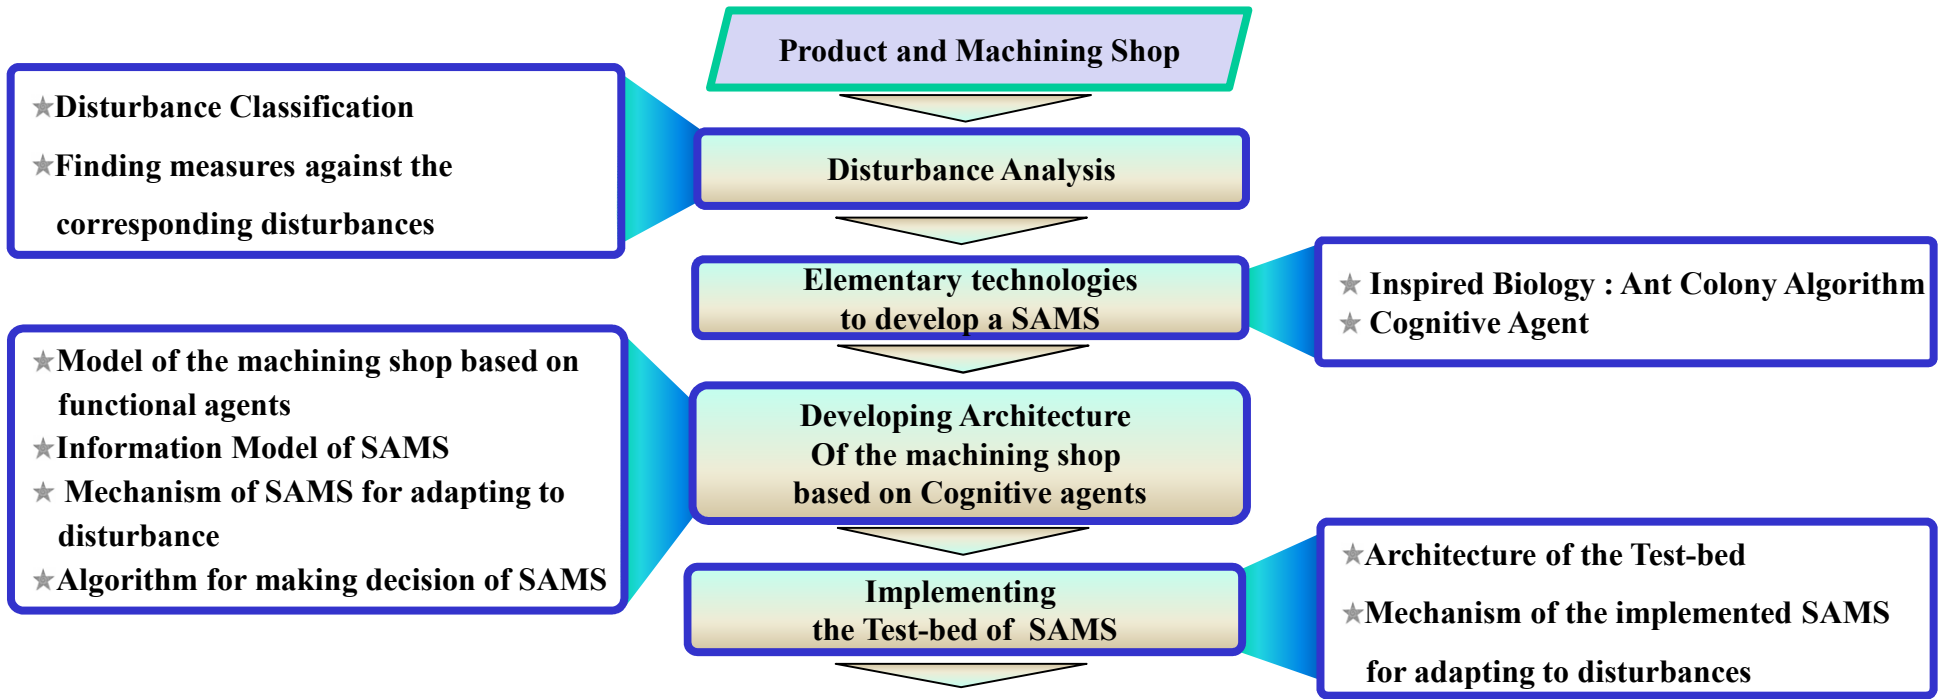 Product and Machining Shop
★Disturbance Classification
★Finding measures against the
corresponding disturbances
Disturbance Analysis
Elementary technologies
to develop a SAMS
★ Inspired Biology : Ant Colony Algorithm
★ Cognitive Agent
★Model of the machining shop based on
functional agents
★Information Model of SAMS
★ Mechanism of SAMS for adapting to
disturbance
★Algorithm for making decision of SAMS
Developing Architecture
Of the machining shop
based on Cognitive agents
Implementing
the Test-bed of SAMS
★Architecture of the Test-bed
★Mechanism of the implemented SAMS
for adapting to disturbances